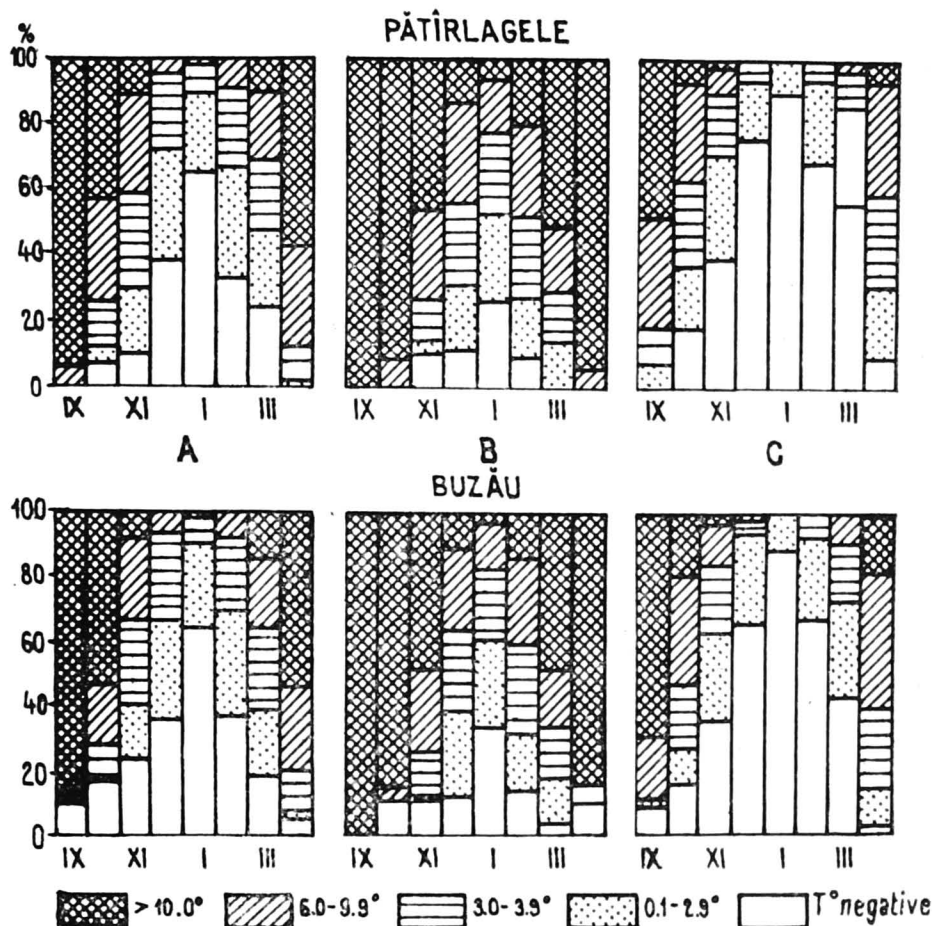 PĂTÎRLAGELE
%
100
80
60
40
20
0
IX XI I III IX XI I III IX XI I III
A B C
BUZĂU
100
80
60
40
20
0
IX XI I III IX XI I III IX XI I III
>10.0° 6.0-9.9° 3.0-3.9° 0.1-2.9° T° negative